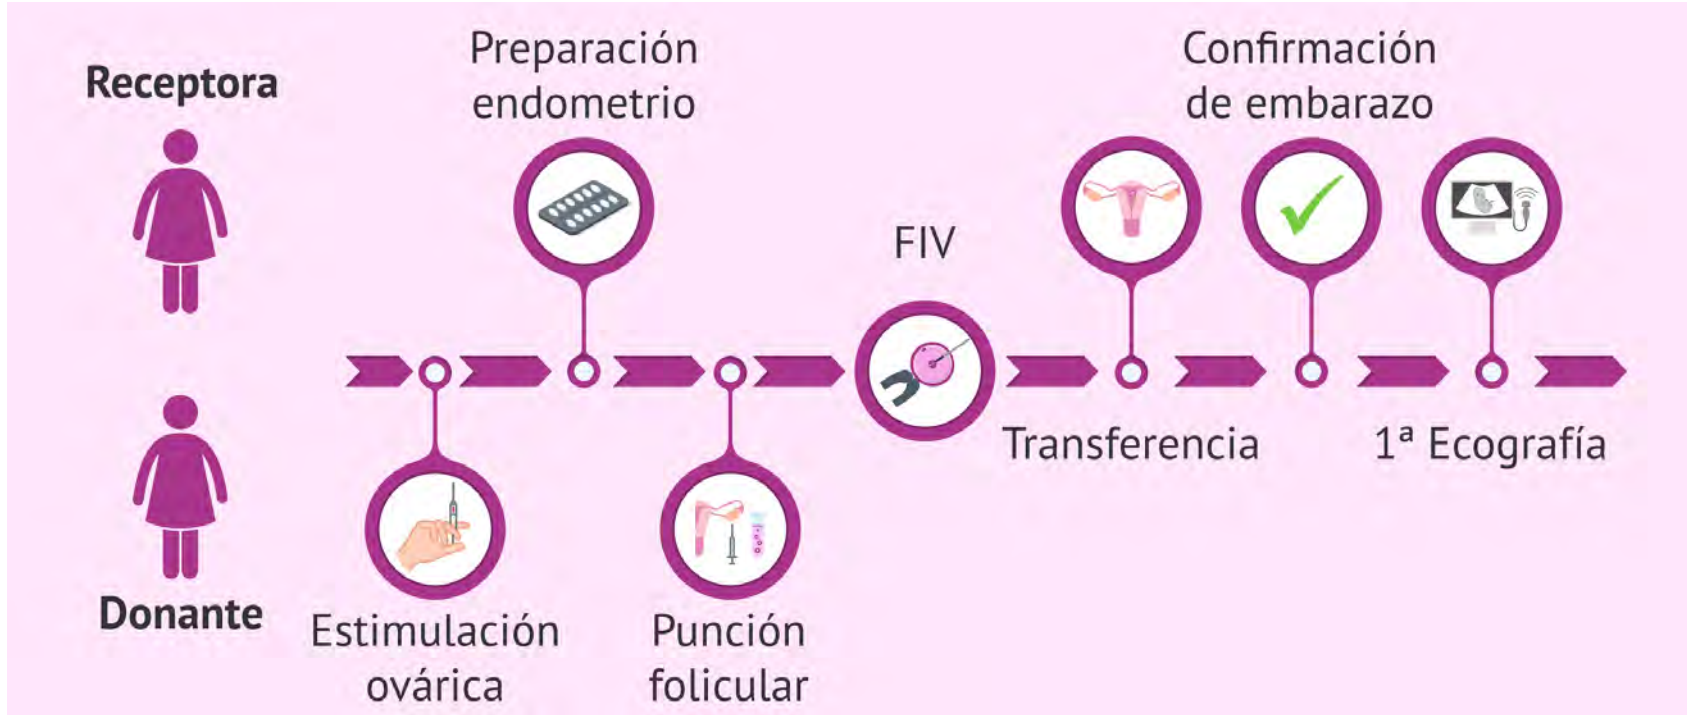 Receptora
Preparación
endometrio
Confirmación
de embarazo
FIV
Transferencia
1ª Ecografía
Donante
Estimulación
ovárica
Punción
folicular